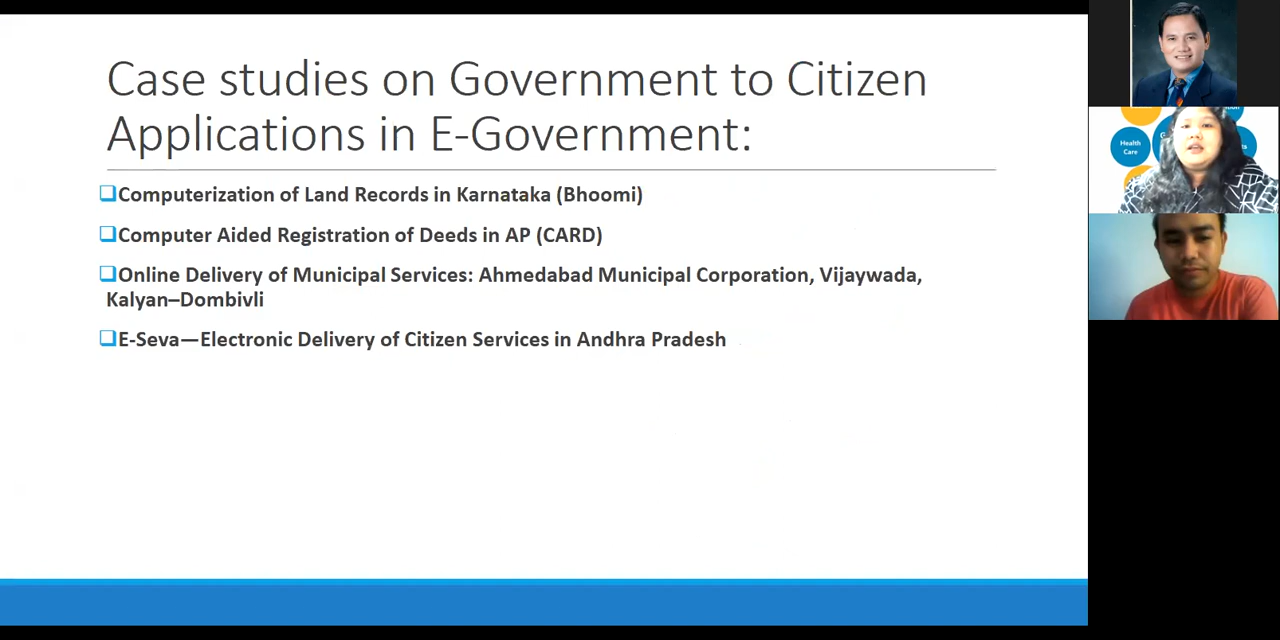 Case studies on Government to Citizen
Applications in E-Government:
❑Computerization of Land Records in Karnataka (Bhoomi)
❑Computer Aided Registration of Deeds in AP (CARD)
❑Online Delivery of Municipal Services: Ahmedabad Municipal Corporation, Vijaywada,
Kalyan–Dombivli
❑E-Seva—Electronic Delivery of Citizen Services in Andhra Pradesh
Health
Care